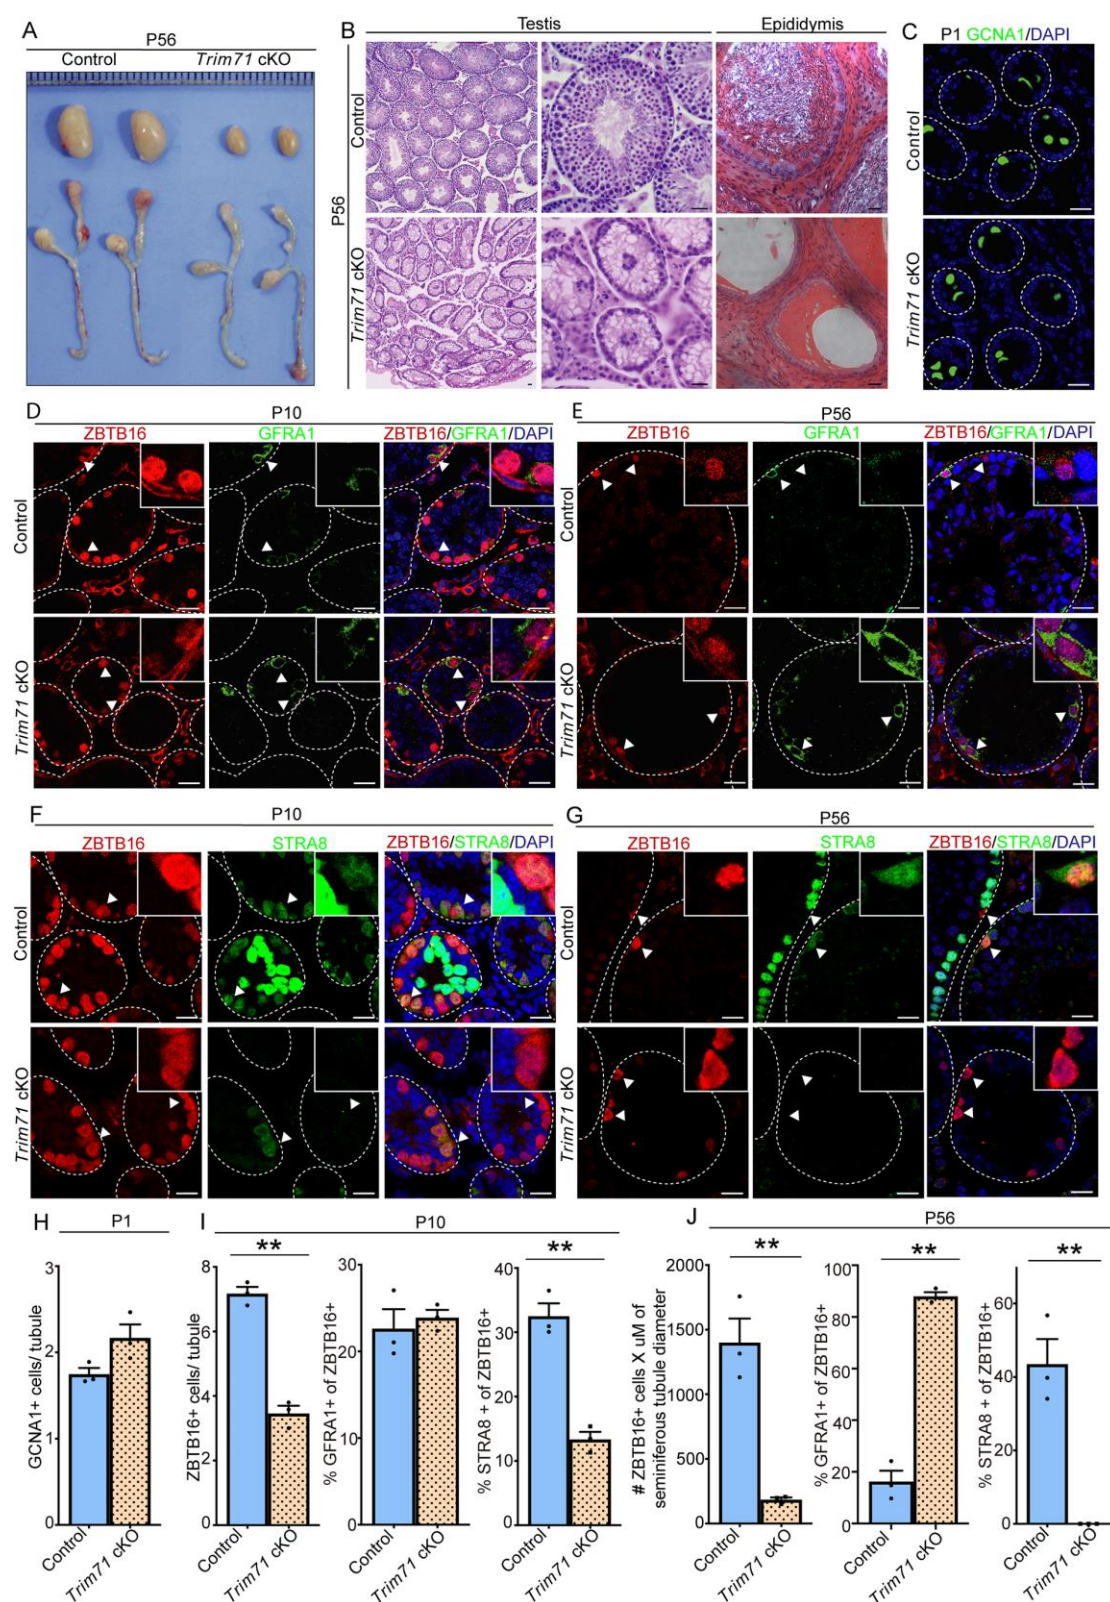 A
P56
Control Trim71 cKO
B
Testis Epididymis
P56
Control
Trim71 cKO
C
P1 GCNA1/DAPI
Control
Trim71 cKO
D
P10
ZBTB16 GFRA1 ZBTB16/GFRA1/DAPI
Control
Trim71 cKO
E
P56
ZBTB16 GFRA1 ZBTB16/GFRA1/DAPI
Control
Trim71 cKO
F
P10
ZBTB16 STRA8 ZBTB16/STRA8/DAPI
Control
Trim71 cKO
G
P56
ZBTB16 STRA8 ZBTB16/STRA8/DAPI
Control
Trim71 cKO
H
P1
GCNA1+ cells/ tubule
3
2
1
0
Control
Trim71 cKO
I
P10
**
ZBTB16+ cells/ tubule
8
6
4
2
0
Control
Trim71 cKO
% GFRA1+ of ZBTB16+
30
20
10
0
Control
Trim71 cKO
**
% STRA8 + of ZBTB16+
40
30
20
10
0
Control
Trim71 cKO
J
P56
**
# ZBTB16+ cells X uM of
seminiferous tubule diameter
2000
1500
1000
500
0
Control
Trim71 cKO
**
% GFRA1+ of ZBTB16+
100
80
60
40
20
0
Control
Trim71 cKO
**
% STRA8 + of ZBTB16+
60
40
20
0
Control
Trim71 cKO